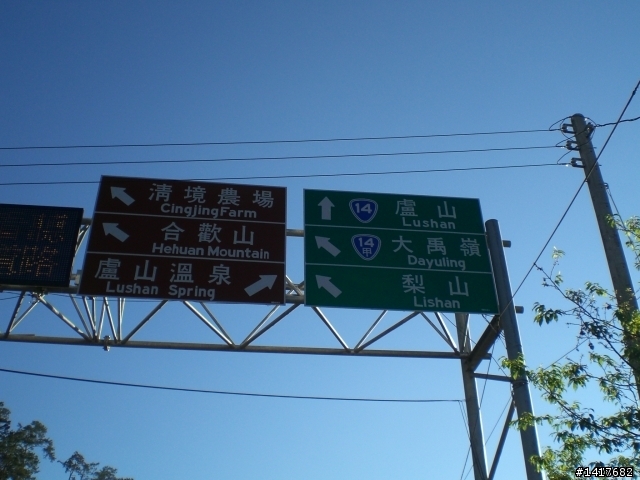 清境農場
CingJingFarm
合歡山
Hehuan Mountain
盧山溫泉
Lushan Spring
14 盧山
Lushan
14甲 大禹嶺
Dayuling
梨山
Lishan
#1417682